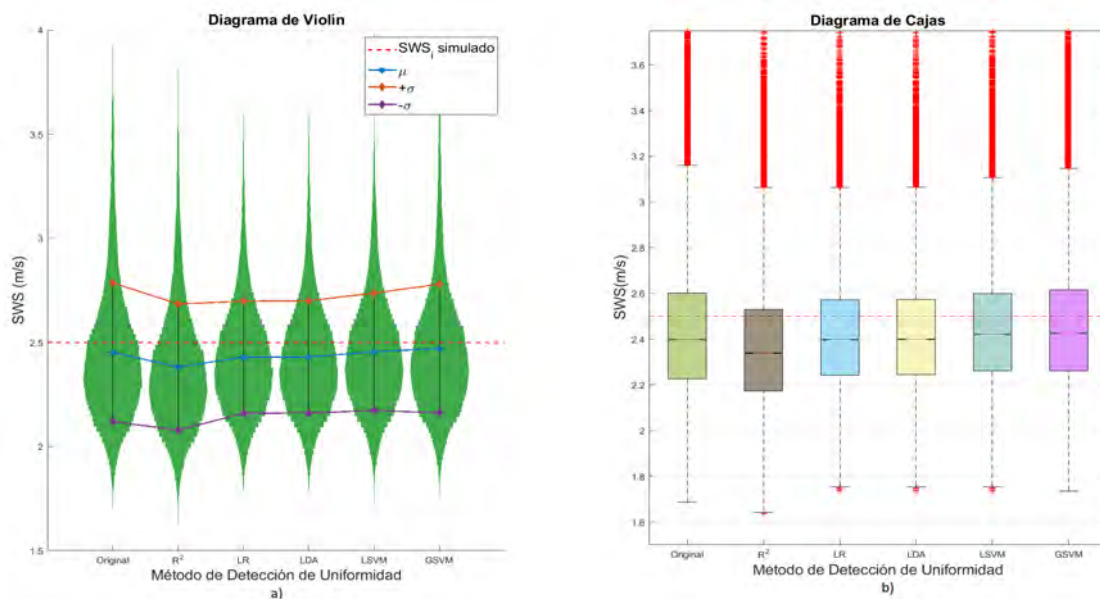 Diagrama de Violin
SWS (m/s)
4
3.5
3
2.5
2
1.5
SWS_i simulado
μ
+σ
-σ
Original
R²
LR
LDA
LSVM
GSVM
Método de Detección de Uniformidad
a)
Diagrama de Cajas
SWS(m/s)
3.6
3.4
3.2
3
2.8
2.6
2.4
2.2
2
1.8
1.6
Original
R²
LR
LDA
LSVM
GSVM
Método de Detección de Uniformidad
b)